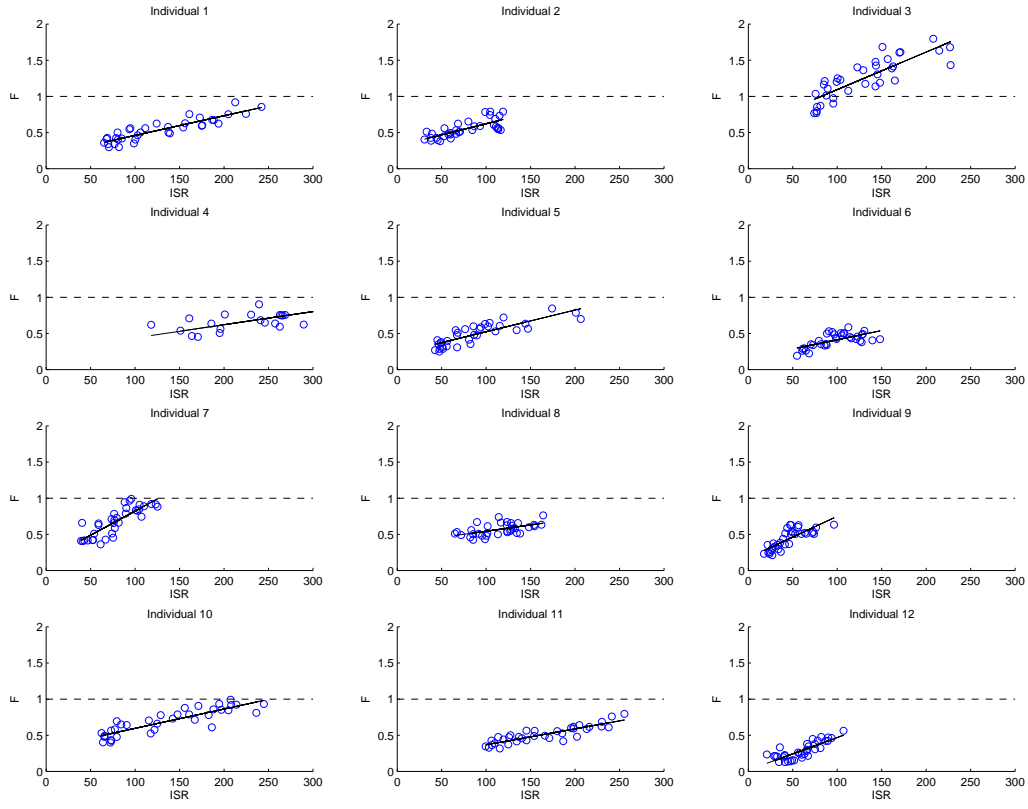 Individual 1 Individual 2 Individual 3
2 2 2
1.5 1.5 1.5
F 1 F 1 F 1
0.5 0.5 0.5
0 0 0
0 50 100 150 200 250 300 0 50 100 150 200 250 300 0 50 100 150 200 250 300
ISR ISR ISR
Individual 4 Individual 5 Individual 6
2 2 2
1.5 1.5 1.5
F 1 F 1 F 1
0.5 0.5 0.5
0 0 0
0 50 100 150 200 250 300 0 50 100 150 200 250 300 0 50 100 150 200 250 300
ISR ISR ISR
Individual 7 Individual 8 Individual 9
2 2 2
1.5 1.5 1.5
F 1 F 1 F 1
0.5 0.5 0.5
0 0 0
0 50 100 150 200 250 300 0 50 100 150 200 250 300 0 50 100 150 200 250 300
ISR ISR ISR
Individual 10 Individual 11 Individual 12
2 2 2
1.5 1.5 1.5
F 1 F 1 F 1
0.5 0.5 0.5
0 0 0
0 50 100 150 200 250 300 0 50 100 150 200 250 300 0 50 100 150 200 250 300
ISR ISR ISR